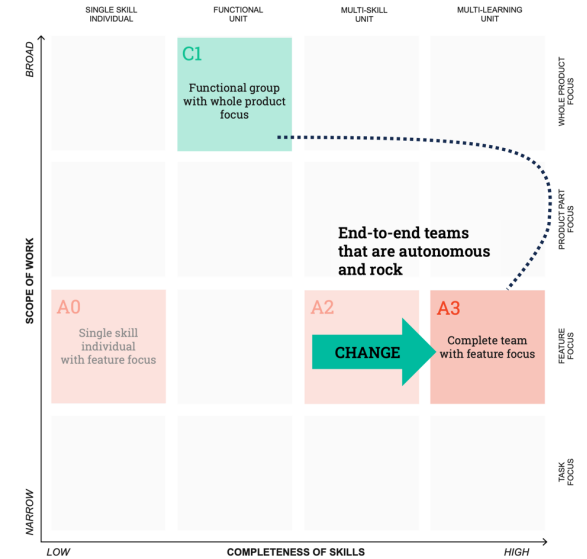 SINGLE SKILL
INDIVIDUAL
FUNCTIONAL
UNIT
MULTI-SKILL
UNIT
MULTI-LEARNING
UNIT
BROAD
C1
Functional group
with whole product
focus
WHOLE PRODUCT
FOCUS
PRODUCT PART
FOCUS
End-to-end teams
that are autonomous
and rock
SCOPE OF WORK
A0
Single skill
individual
with feature focus
A2
CHANGE
A3
Complete team
with feature focus
FEATURE
FOCUS
TASK
FOCUS
NARROW
LOW
COMPLETENESS OF SKILLS
HIGH